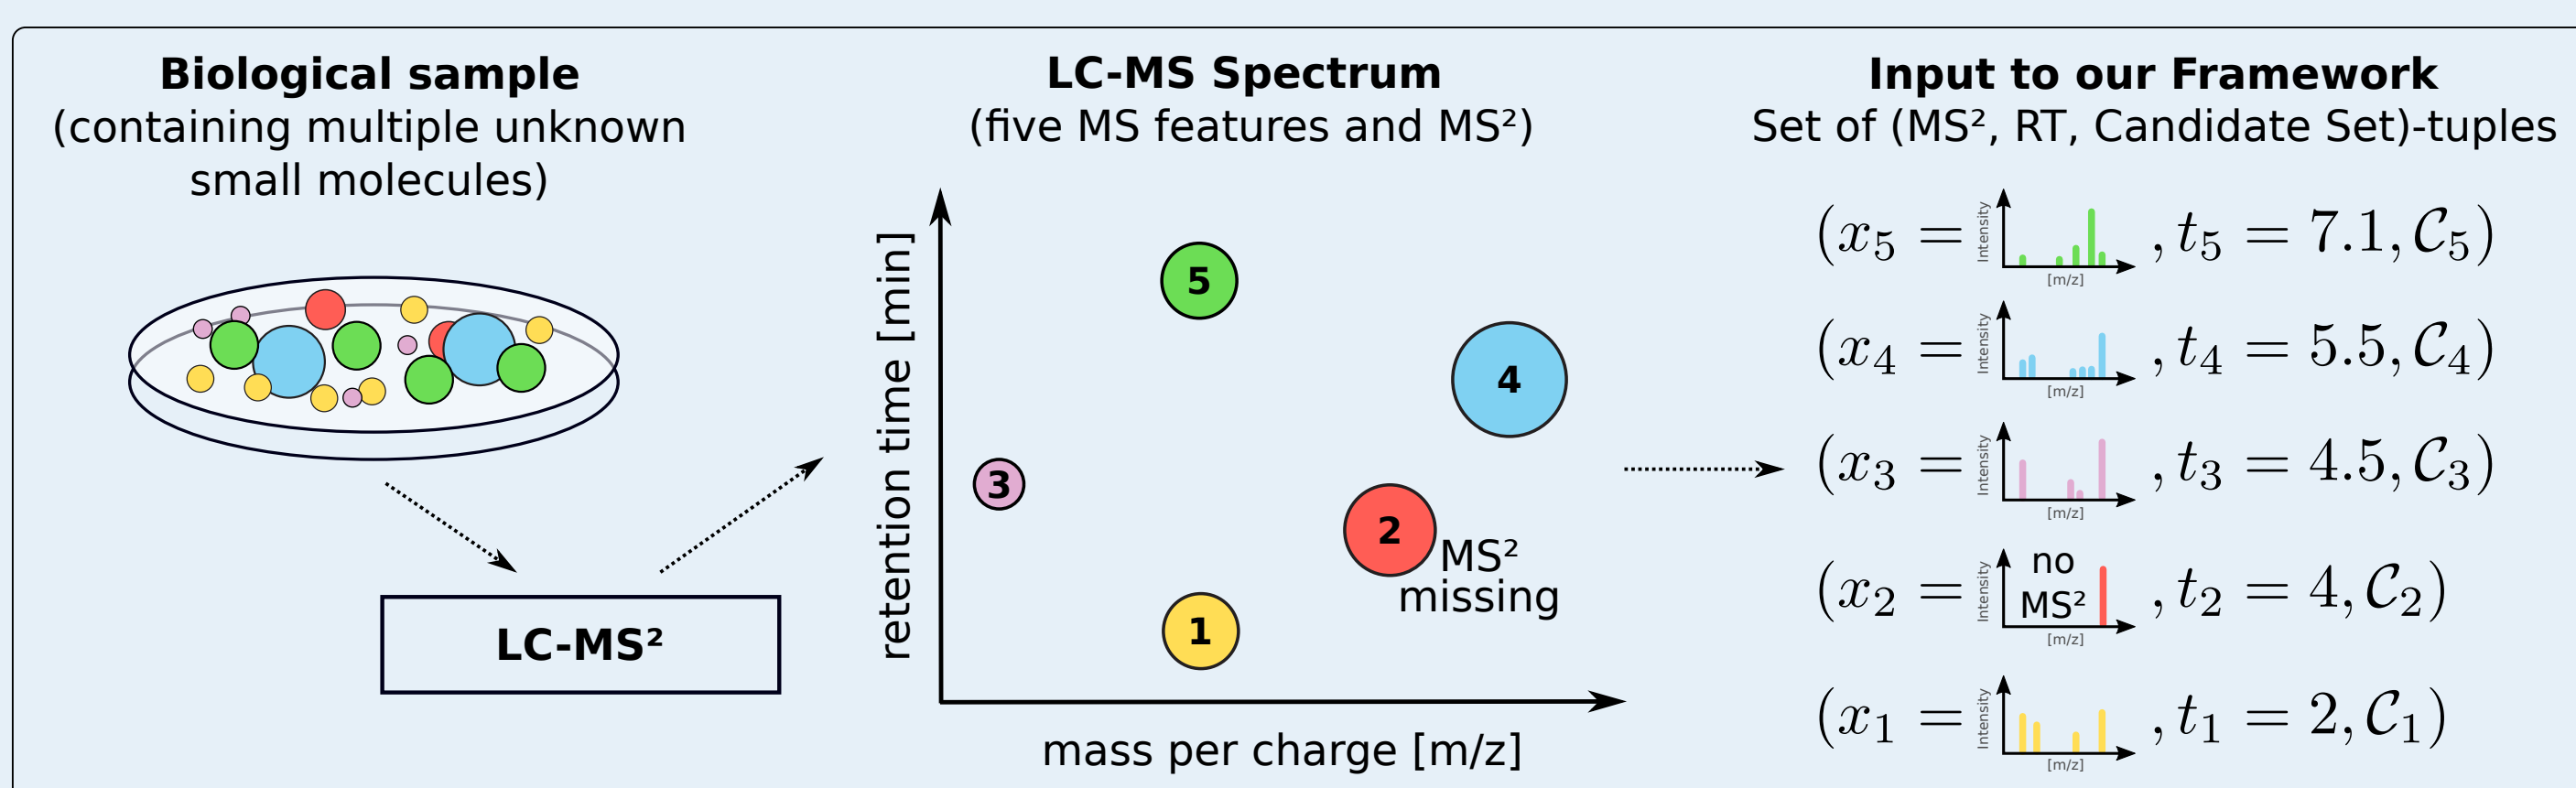 Biological sample
(containing multiple unknown
small molecules)
LC-MS²
LC-MS Spectrum
(five MS features and MS²)
retention time [min]
5
4
3
2
MS²
missing
1
mass per charge [m/z]
Input to our Framework
Set of (MS², RT, Candidate Set)-tuples
(x₅ = Intensity [m/z] , t₅ = 7.1, 𝒞₅)
(x₄ = Intensity [m/z] , t₄ = 5.5, 𝒞₄)
(x₃ = Intensity [m/z] , t₃ = 4.5, 𝒞₃)
(x₂ = Intensity no MS² [m/z] , t₂ = 4, 𝒞₂)
(x₁ = Intensity [m/z] , t₁ = 2, 𝒞₁)